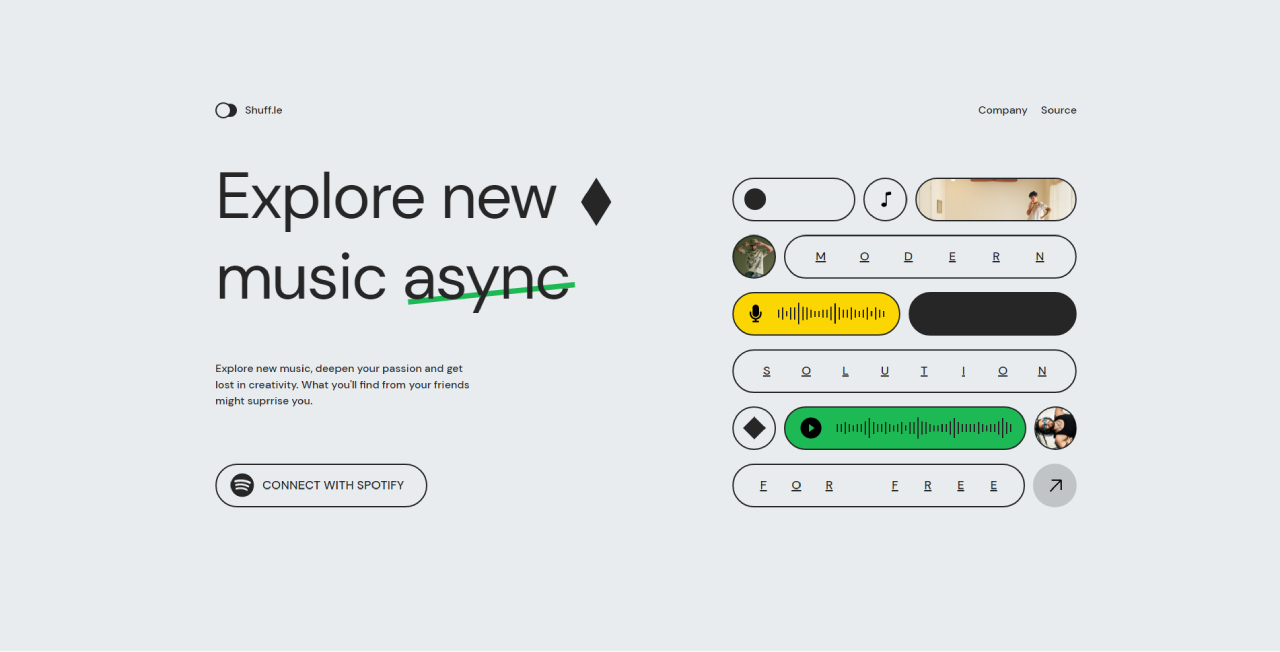 Shuff.le
Company Source
Explore new
music async
Explore new music, deepen your passion and get
lost in creativity. What you'll find from your friends
might suprrise you.
CONNECT WITH SPOTIFY
M O D E R N
S O L U T I O N
F O R F R E E